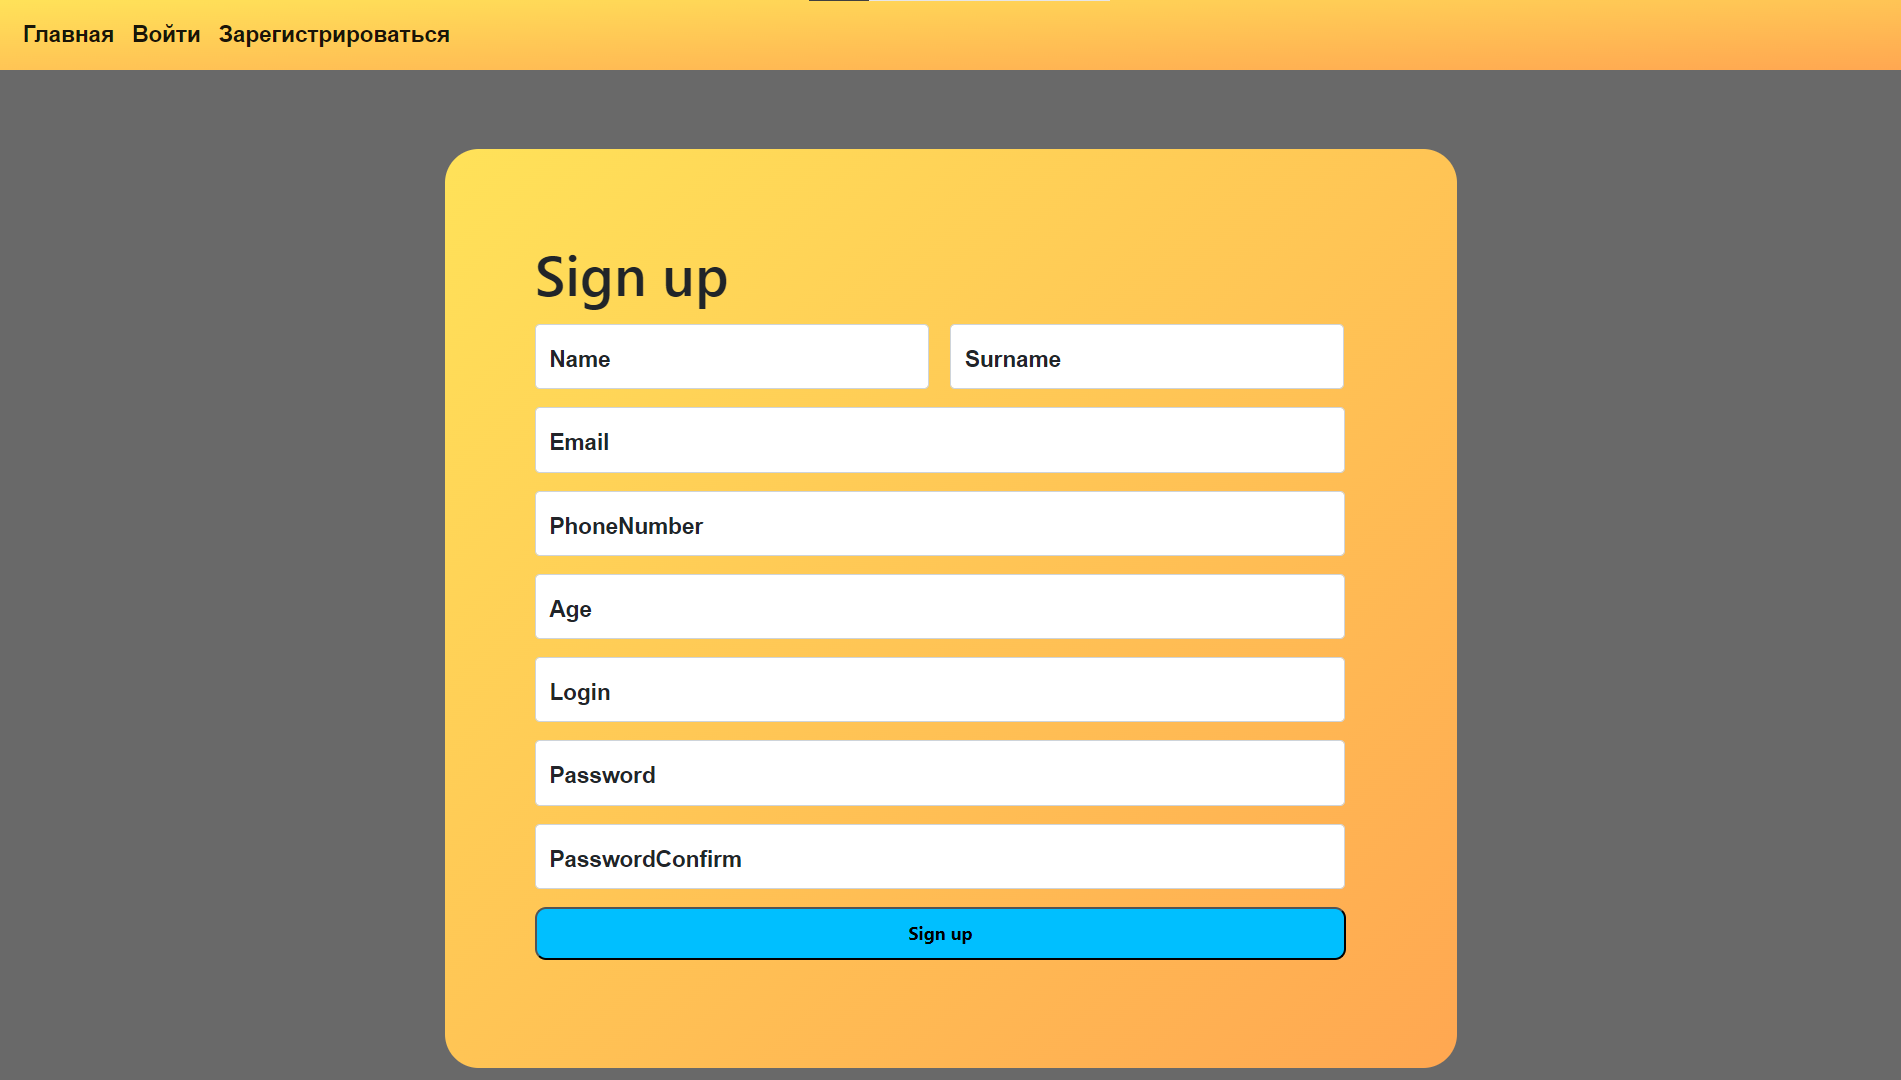 Главная Войти Зарегистрироваться
Sign up
Name Surname
Email
PhoneNumber
Age
Login
Password
PasswordConfirm
Sign up